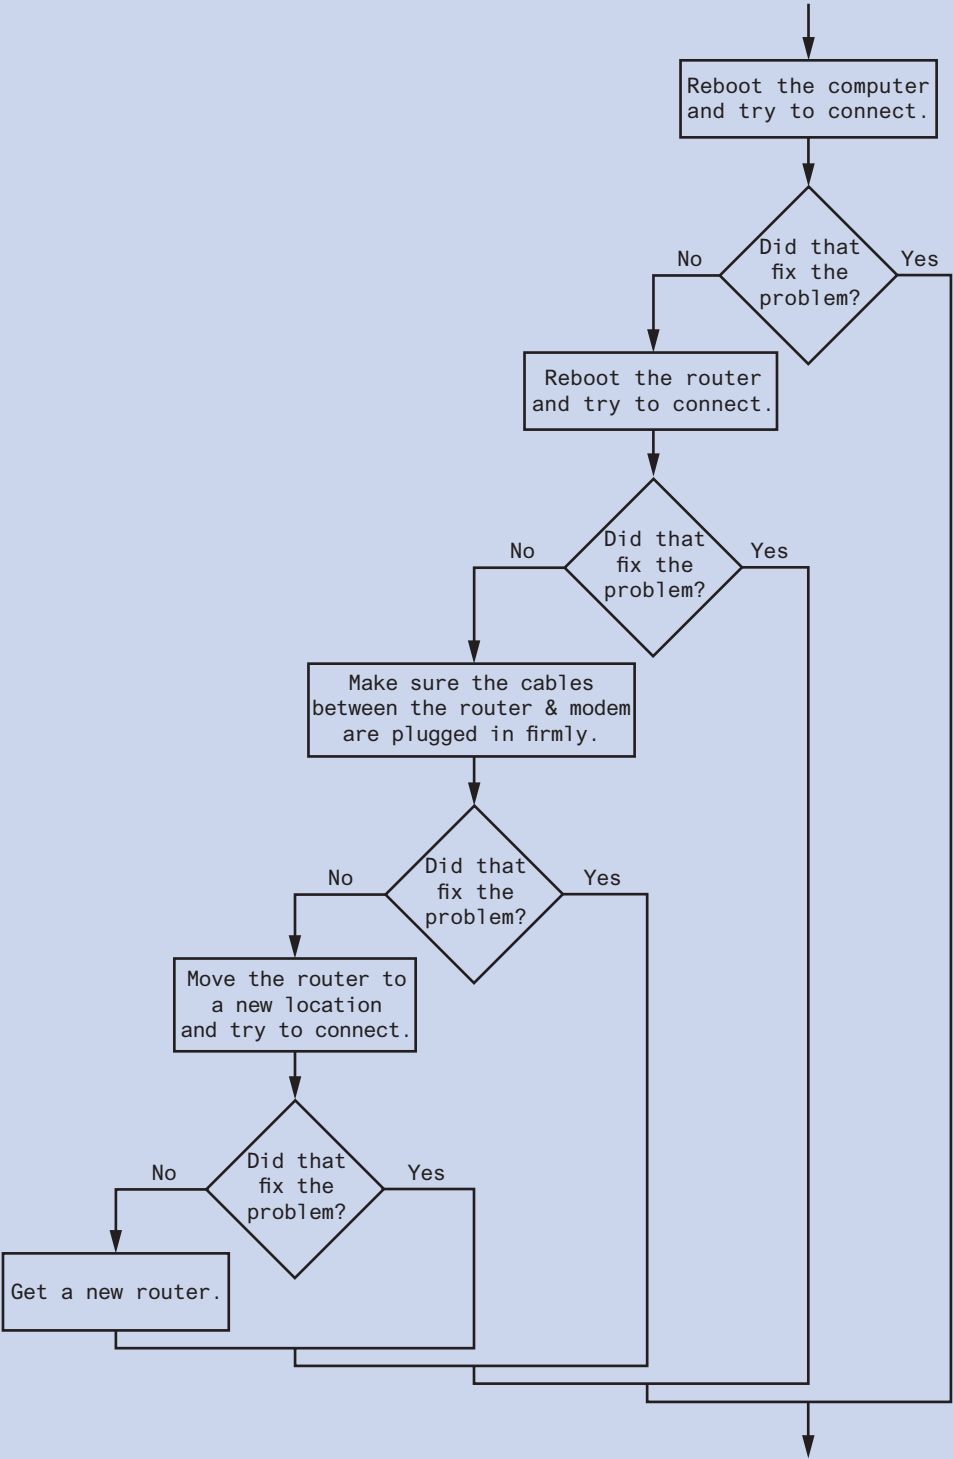 Reboot the computer
and try to connect.
Did that
fix the
problem?
No
Yes
Reboot the router
and try to connect.
Did that
fix the
problem?
No
Yes
Make sure the cables
between the router & modem
are plugged in firmly.
Did that
fix the
problem?
No
Yes
Move the router to
a new location
and try to connect.
Did that
fix the
problem?
No
Yes
Get a new router.